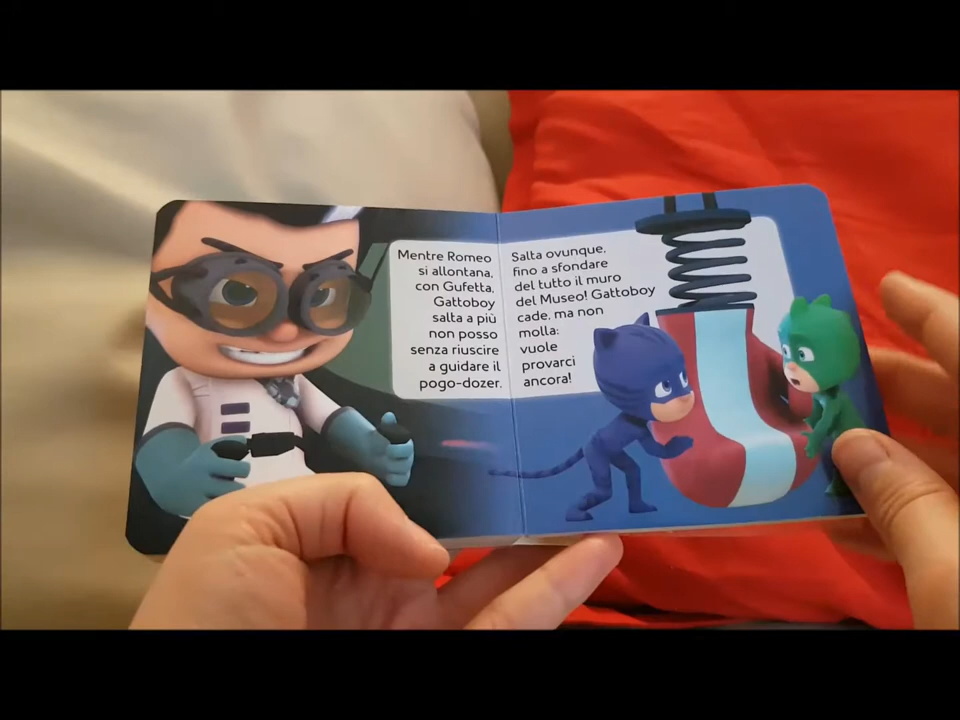 Mentre Romeo
si allontana,
con Gufetta,
Gattoboy
salta a più
non posso
senza riuscire
a guidare il
pogo-dozer.
Salta ovunque,
fino a sfondare
del tutto il muro
del Museo! Gattoboy
cade, ma non
molla:
vuole
provarci
ancora!